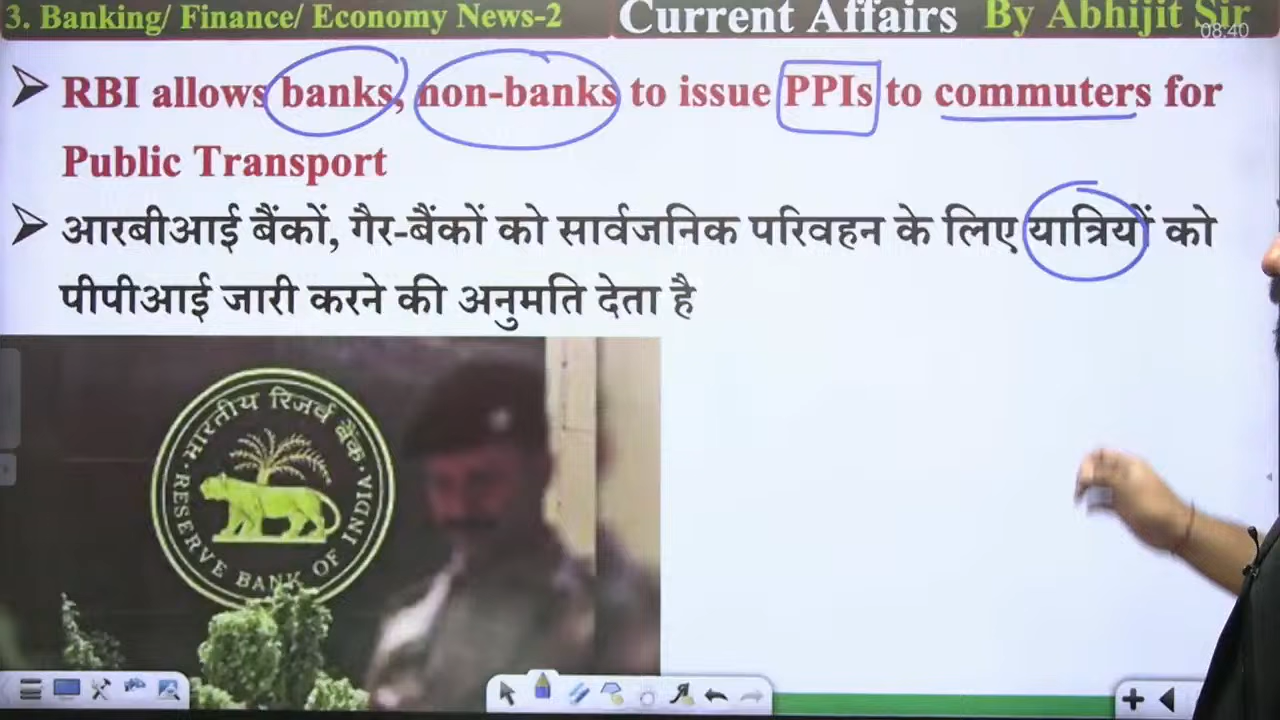 3. Banking/ Finance/ Economy News-2
Current Affairs
By Abhijit Sir
08:40
RBI allows banks, non-banks to issue PPIs to commuters for
Public Transport
आरबीआई बैंकों, गैर-बैंकों को सार्वजनिक परिवहन के लिए यात्रियों को
पीपीआई जारी करने की अनुमति देता है
भारतीय रिज़र्व बैंक
RESERVE BANK OF INDIA